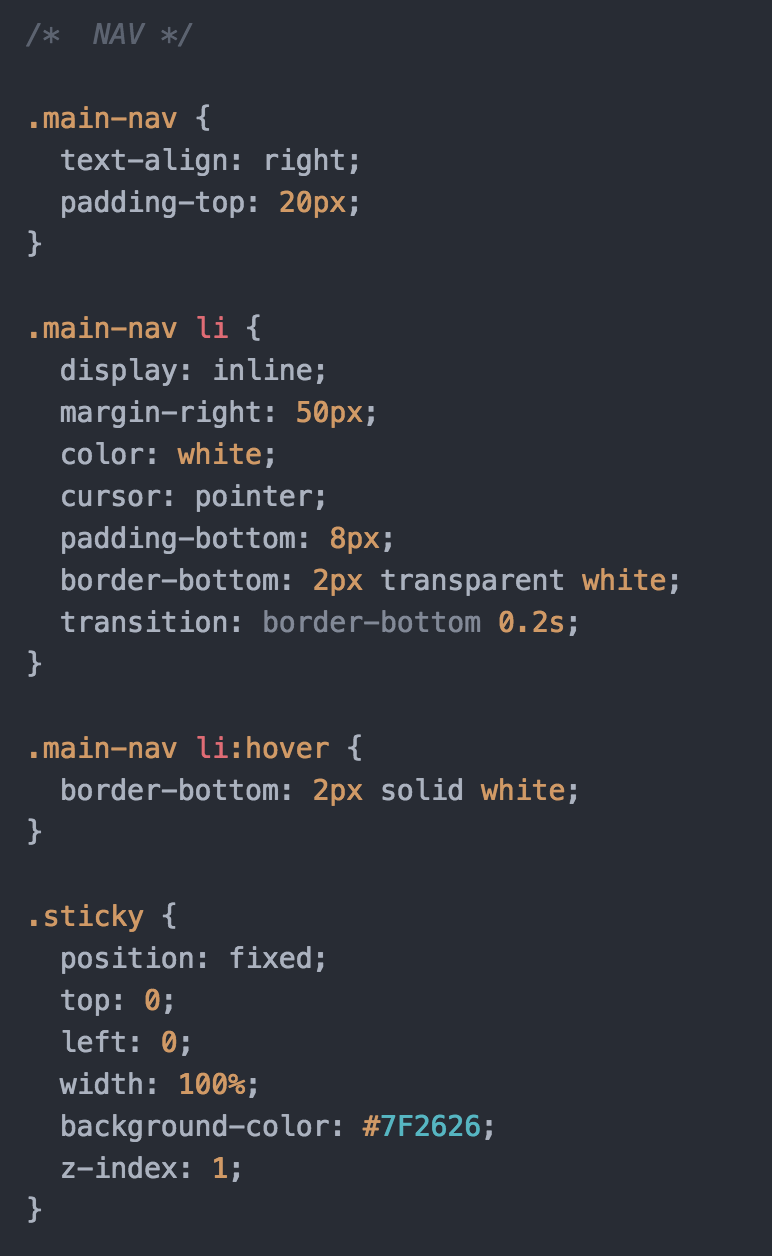 /*  NAV */
.main-nav {
  text-align: right;
  padding-top: 20px;
}
.main-nav li {
  display: inline;
  margin-right: 50px;
  color: white;
  cursor: pointer;
  padding-bottom: 8px;
  border-bottom: 2px transparent white;
  transition: border-bottom 0.2s;
}
.main-nav li:hover {
  border-bottom: 2px solid white;
}
.sticky {
  position: fixed;
  top: 0;
  left: 0;
  width: 100%;
  background-color: #7F2626;
  z-index: 1;
}